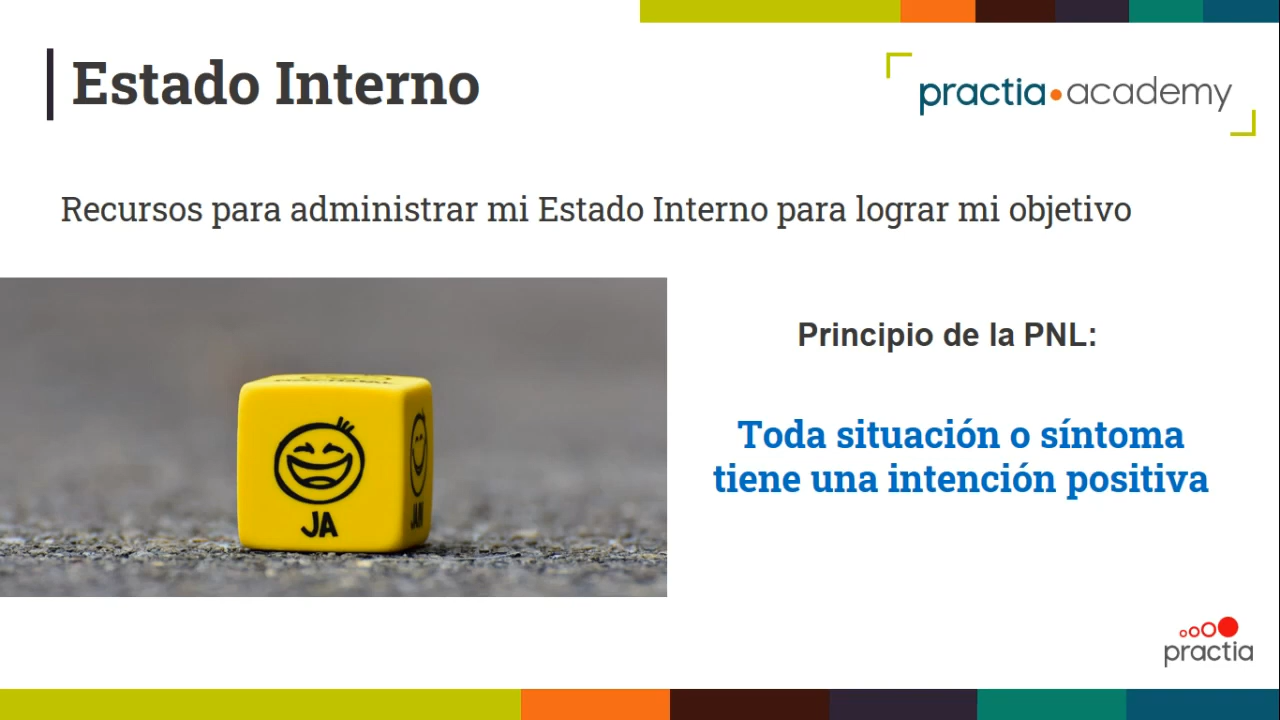 Estado Interno
practia academy
Recursos para administrar mi Estado Interno para lograr mi objetivo
Principio de la PNL:
Toda situación o síntoma
tiene una intención positiva
JA
practia